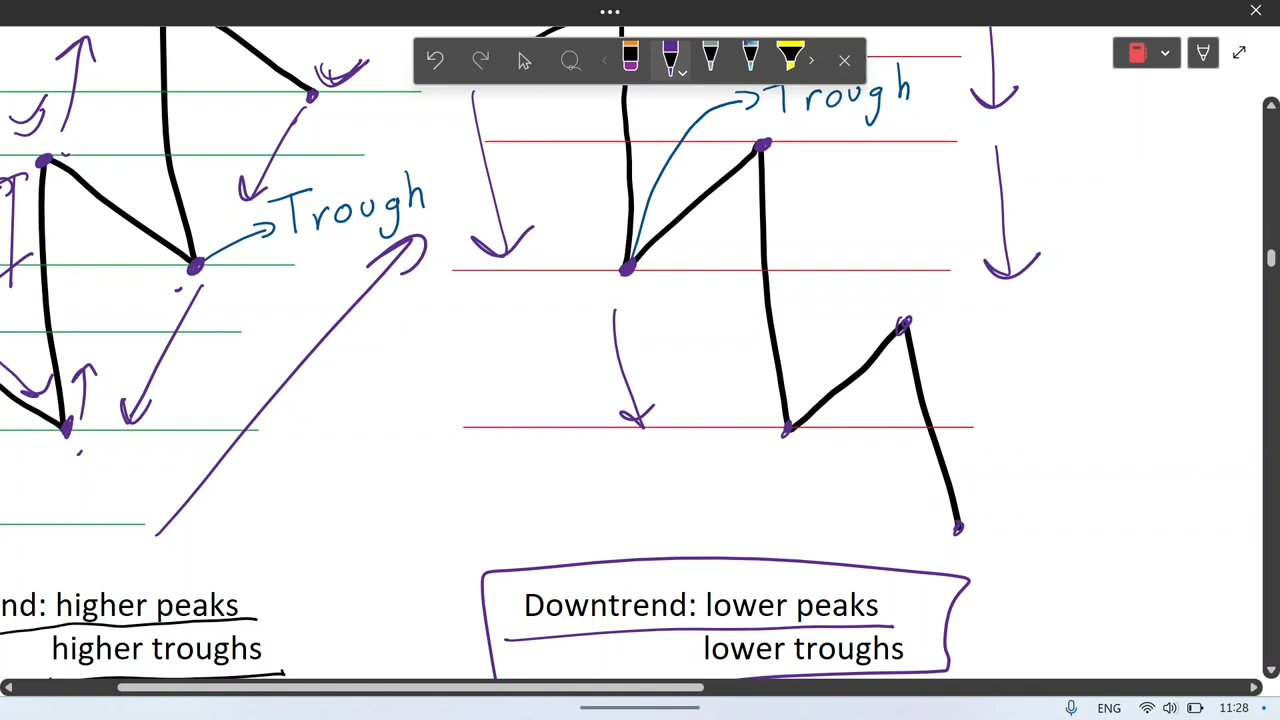 Trough
Trough
nd: higher peaks
higher troughs
Downtrend: lower peaks
lower troughs
ENG
11:28